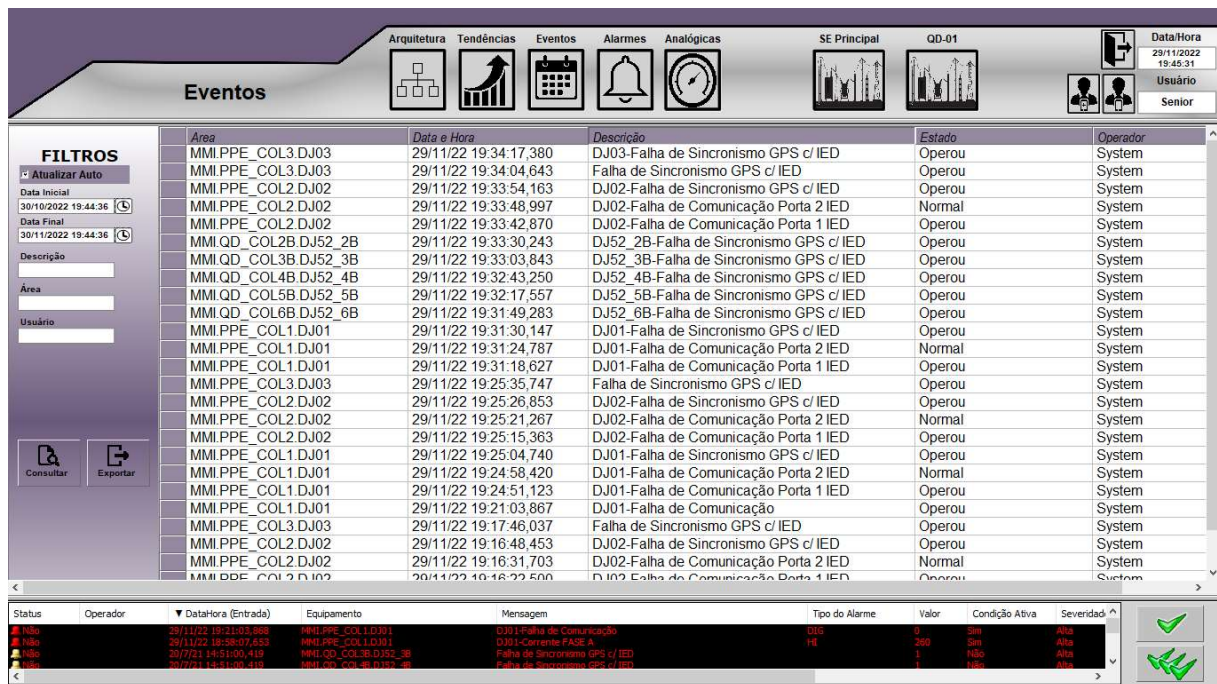 Arquitetura Tendências Eventos Alarmes Analógicas SE Principal QD-01 Data/Hora
29/11/2022
19:45:31
Usuário
Senior
Eventos
FILTROS
Atualizar Auto
Data Inicial
30/10/2022 19:44:36
Data Final
30/11/2022 19:44:36
Descrição
Área
Usuário
Consultar Exportar
Area Data e Hora Descrição Estado Operador
MMI.PPE_COL3.DJ03 29/11/22 19:34:17,380 DJ03-Falha de Sincronismo GPS c/ IED Operou System
MMI.PPE_COL3.DJ03 29/11/22 19:34:04,643 Falha de Sincronismo GPS c/ IED Operou System
MMI.PPE_COL2.DJ02 29/11/22 19:33:54,163 DJ02-Falha de Sincronismo GPS c/ IED Operou System
MMI.PPE_COL2.DJ02 29/11/22 19:33:48,997 DJ02-Falha de Comunicação Porta 2 IED Normal System
MMI.PPE_COL2.DJ02 29/11/22 19:33:42,870 DJ02-Falha de Comunicação Porta 1 IED Operou System
MMI.QD_COL2B.DJ52_2B 29/11/22 19:33:30,243 DJ52_2B-Falha de Sincronismo GPS c/ IED Operou System
MMI.QD_COL3B.DJ52_3B 29/11/22 19:33:03,843 DJ52_3B-Falha de Sincronismo GPS c/ IED Operou System
MMI.QD_COL4B.DJ52_4B 29/11/22 19:32:43,250 DJ52_4B-Falha de Sincronismo GPS c/ IED Operou System
MMI.QD_COL5B.DJ52_5B 29/11/22 19:32:17,557 DJ52_5B-Falha de Sincronismo GPS c/ IED Operou System
MMI.QD_COL6B.DJ52_6B 29/11/22 19:31:49,283 DJ52_6B-Falha de Sincronismo GPS c/ IED Operou System
MMI.PPE_COL1.DJ01 29/11/22 19:31:30,147 DJ01-Falha de Sincronismo GPS c/ IED Operou System
MMI.PPE_COL1.DJ01 29/11/22 19:31:24,787 DJ01-Falha de Comunicação Porta 2 IED Normal System
MMI.PPE_COL1.DJ01 29/11/22 19:31:18,627 DJ01-Falha de Comunicação Porta 1 IED Operou System
MMI.PPE_COL3.DJ03 29/11/22 19:25:35,747 Falha de Sincronismo GPS c/ IED Operou System
MMI.PPE_COL2.DJ02 29/11/22 19:25:26,853 DJ02-Falha de Sincronismo GPS c/ IED Operou System
MMI.PPE_COL2.DJ02 29/11/22 19:25:21,267 DJ02-Falha de Comunicação Porta 2 IED Normal System
MMI.PPE_COL2.DJ02 29/11/22 19:25:15,363 DJ02-Falha de Comunicação Porta 1 IED Operou System
MMI.PPE_COL1.DJ01 29/11/22 19:25:04,740 DJ01-Falha de Sincronismo GPS c/ IED Operou System
MMI.PPE_COL1.DJ01 29/11/22 19:24:58,420 DJ01-Falha de Comunicação Porta 2 IED Normal System
MMI.PPE_COL1.DJ01 29/11/22 19:24:51,123 DJ01-Falha de Comunicação Porta 1 IED Operou System
MMI.PPE_COL1.DJ01 29/11/22 19:21:03,867 DJ01-Falha de Comunicação Operou System
MMI.PPE_COL3.DJ03 29/11/22 19:17:46,037 Falha de Sincronismo GPS c/ IED Operou System
MMI.PPE_COL2.DJ02 29/11/22 19:16:48,453 DJ02-Falha de Sincronismo GPS c/ IED Operou System
MMI.PPE_COL2.DJ02 29/11/22 19:16:31,703 DJ02-Falha de Comunicação Porta 2 IED Normal System
MMI.PPE_COL2.DJ02 29/11/22 19:16:22,500 DJ02-Falha de Comunicação Porta 1 IED Operou System
Status Operador ▼ DataHora (Entrada) Equipamento Mensagem Tipo do Alarme Valor Condição Ativa Severidad
Não 29/11/22 19:21:03,868 MMI.PPE_COL1.DJ01 DJ01-Falha de Comunicação DIG 0 Sim Alta
Não 29/11/22 18:58:07,653 MMI.PPE_COL1.DJ01 DJ01-Corrente FASE A HI 260 Sim Alta
Não 20/7/21 14:51:00,419 MMI.QD_COL3B.DJ52_3B Falha de Sincronismo GPS c/ IED 1 Não Alta
Não 20/7/21 14:51:00,419 MMI.QD_COL4B.DJ52_4B Falha de Sincronismo GPS c/ IED 1 Não Alta